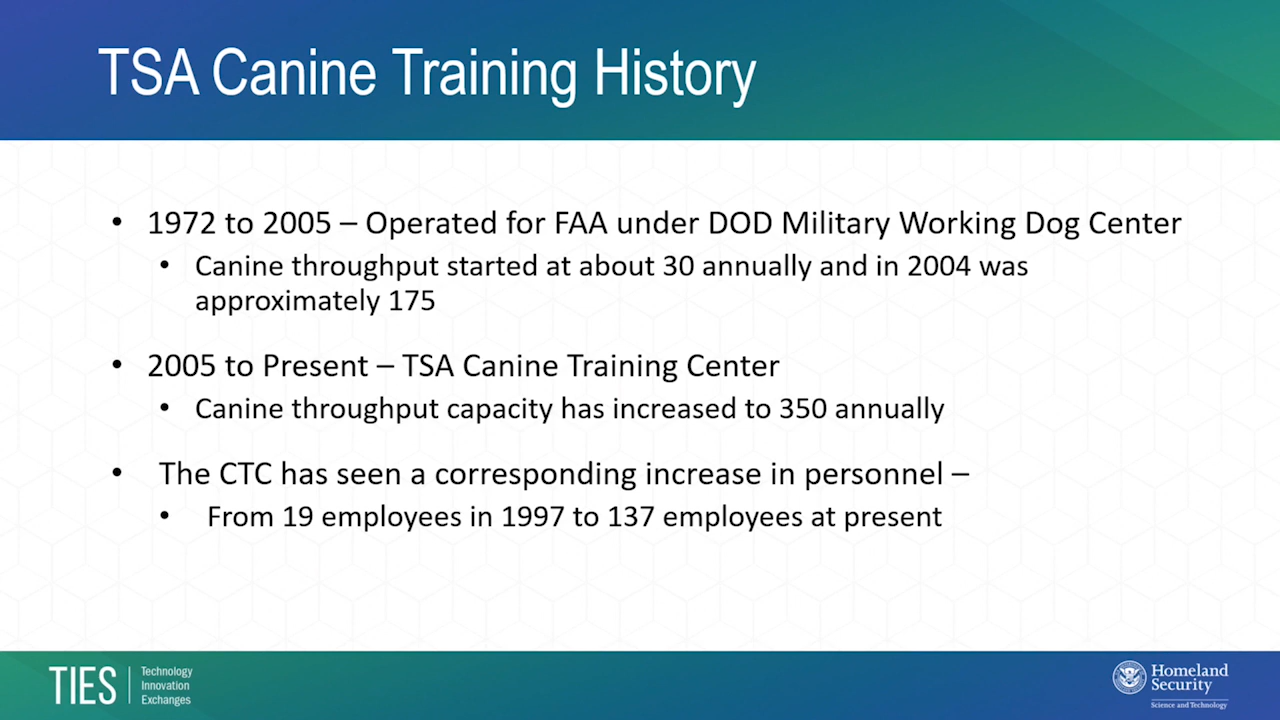 TSA Canine Training History
• 1972 to 2005 – Operated for FAA under DOD Military Working Dog Center
• Canine throughput started at about 30 annually and in 2004 was
approximately 175
• 2005 to Present – TSA Canine Training Center
• Canine throughput capacity has increased to 350 annually
• The CTC has seen a corresponding increase in personnel –
• From 19 employees in 1997 to 137 employees at present
TIES
Technology
Innovation
Exchanges
Homeland
Security
Science and Technology